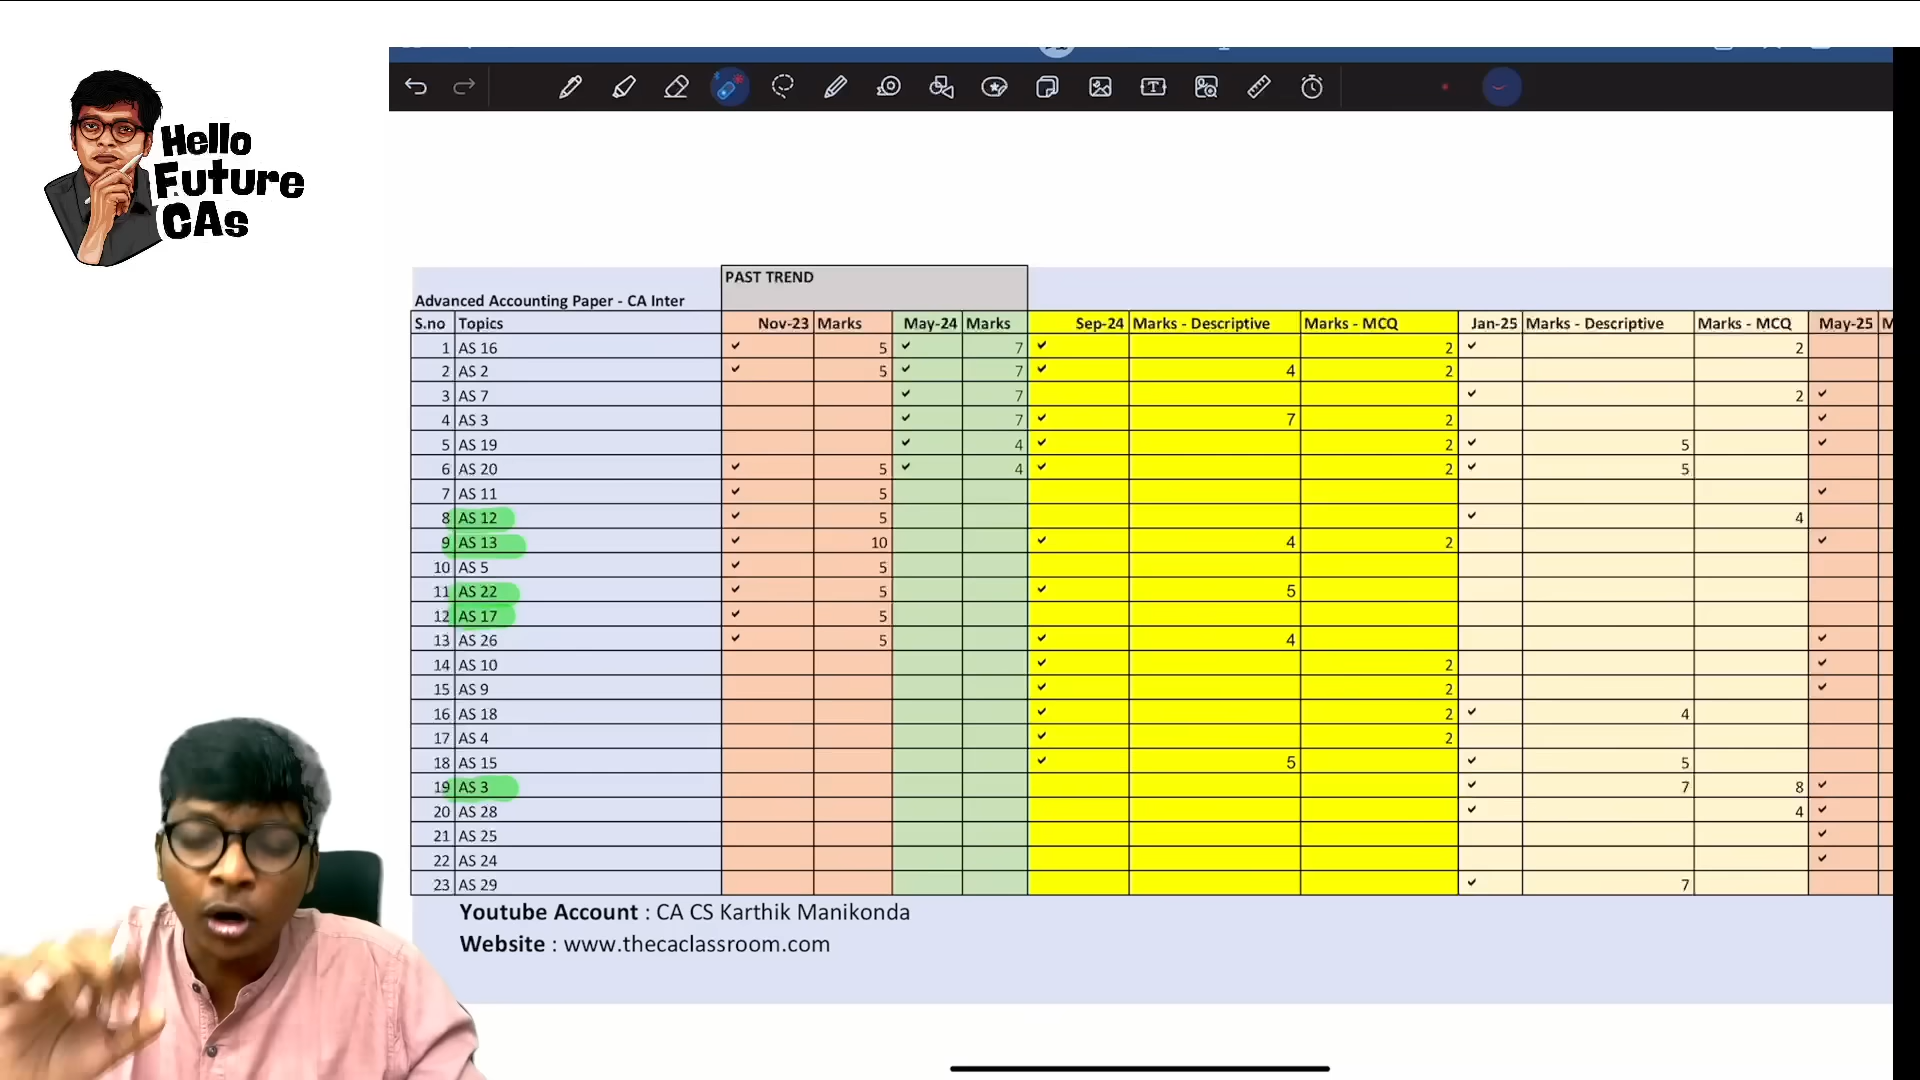 Hello
Future
CAs
PAST TREND
Advanced Accounting Paper - CA Inter
S.no Topics Nov-23 Marks May-24 Marks Sep-24 Marks - Descriptive Marks - MCQ Jan-25 Marks - Descriptive Marks - MCQ May-25 M
1 AS 16 ✓ 5 ✓ 7 ✓ 2 ✓ 2
2 AS 2 ✓ 5 ✓ 7 ✓ 4 2
3 AS 7 ✓ 7 ✓ 2 ✓
4 AS 3 ✓ 7 ✓ 7 2 ✓
5 AS 19 ✓ 4 ✓ 2 ✓ 5 ✓
6 AS 20 ✓ 5 ✓ 4 ✓ 2 ✓ 5
7 AS 11 ✓ 5 ✓
8 AS 12 ✓ 5 ✓ 4
9 AS 13 ✓ 10 ✓ 4 2 ✓
10 AS 5 ✓ 5
11 AS 22 ✓ 5 ✓ 5
12 AS 17 ✓ 5
13 AS 26 ✓ 5 ✓ 4 ✓
14 AS 10 ✓ 2 ✓
15 AS 9 ✓ 2 ✓
16 AS 18 ✓ 2 ✓ 4
17 AS 4 ✓ 2
18 AS 15 ✓ 5 ✓ 5
19 AS 3 ✓ 7 8 ✓
20 AS 28 ✓ 4 ✓
21 AS 25 ✓
22 AS 24 ✓
23 AS 29 ✓ 7
Youtube Account : CA CS Karthik Manikonda
Website : www.thecaclassroom.com